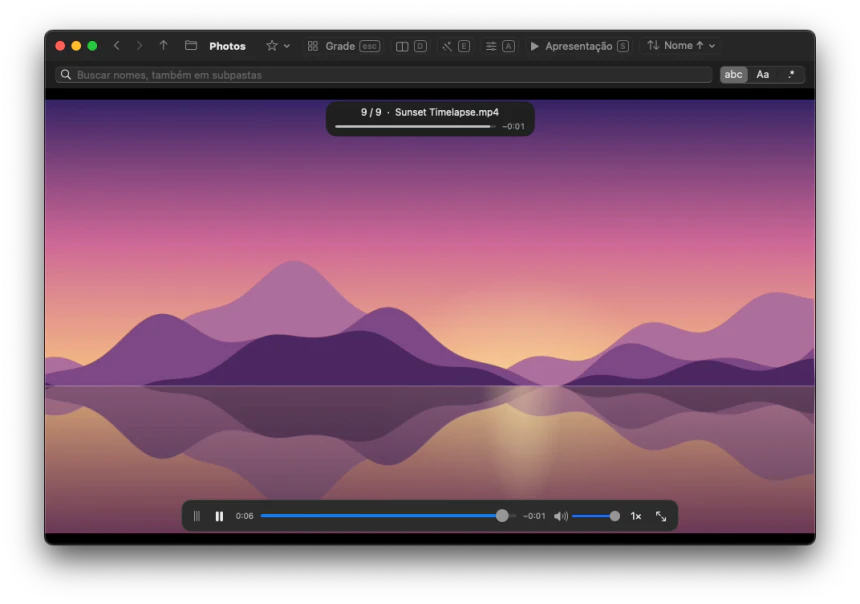 Photos
Grade esc
D
E
A
Apresentação S
Nome ↑
Buscar nomes, também em subpastas
abc
Aa
.*
9 / 9 · Sunset Timelapse.mp4
−0:01
0:06
−0:01
1×